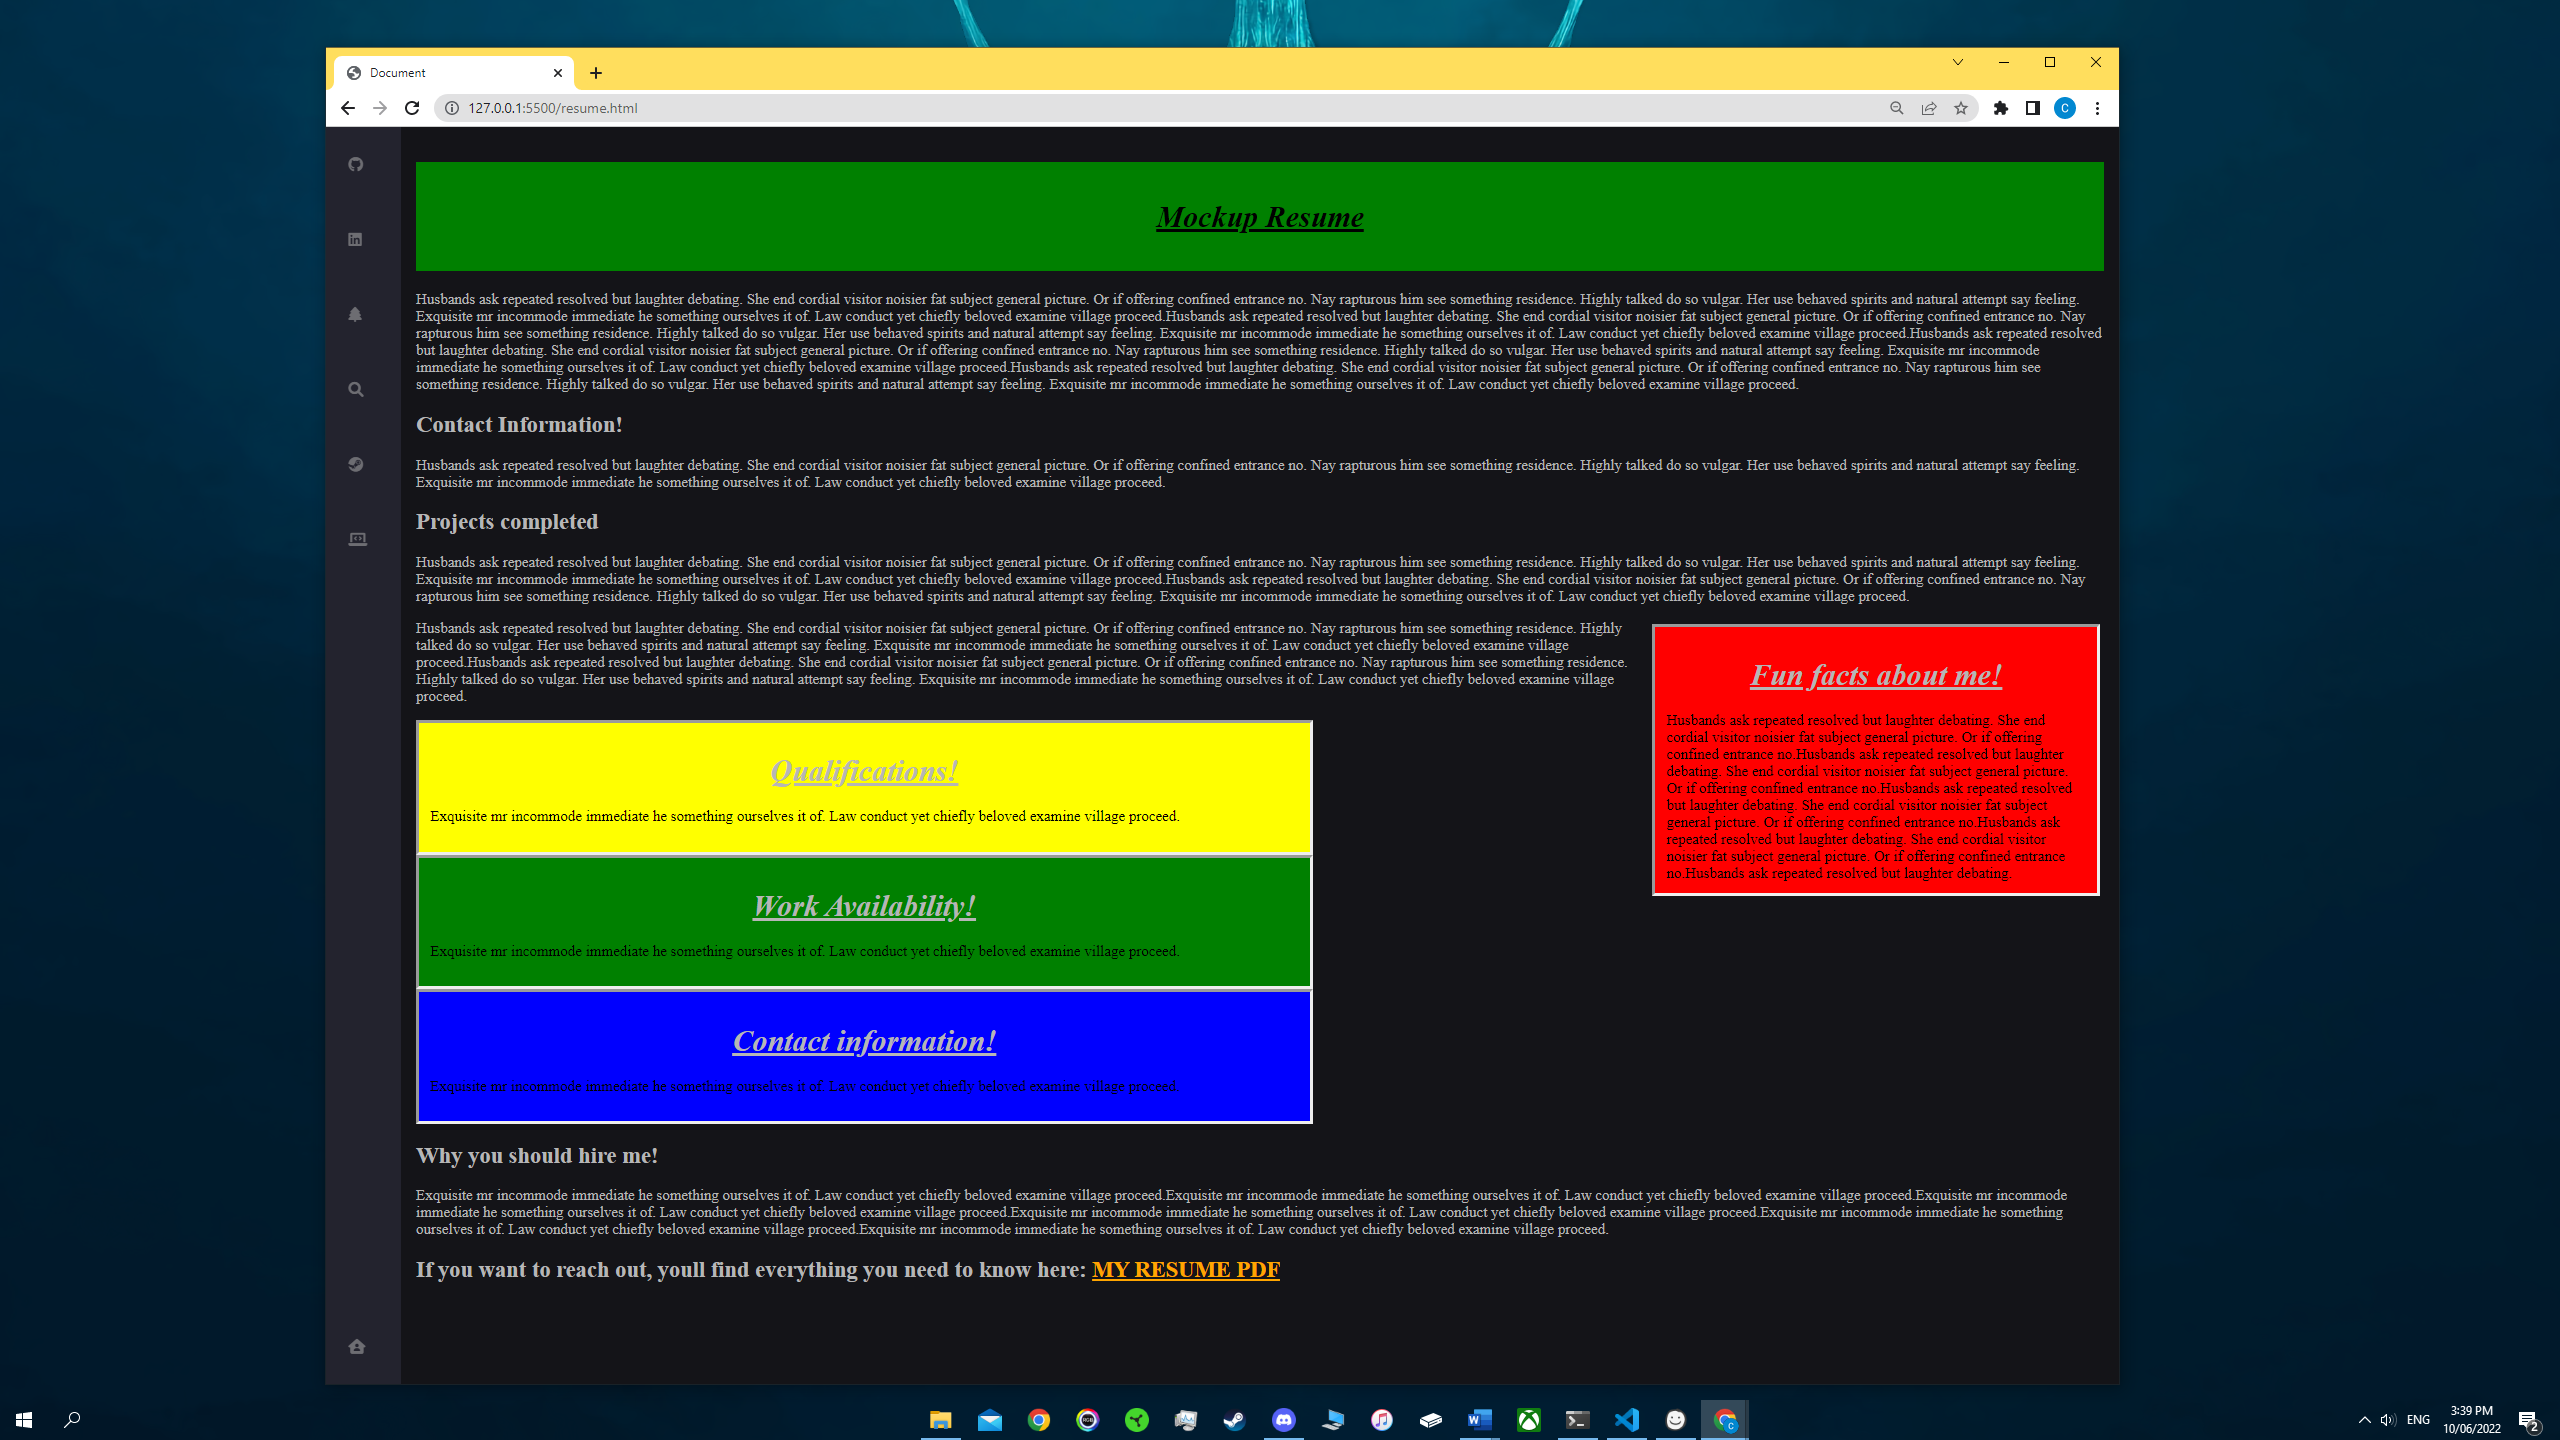 Document
127.0.0.1:5500/resume.html
C
Mockup Resume
Husbands ask repeated resolved but laughter debating. She end cordial visitor noisier fat subject general picture. Or if offering confined entrance no. Nay rapturous him see something residence. Highly talked do so vulgar. Her use behaved spirits and natural attempt say feeling.
Exquisite mr incommode immediate he something ourselves it of. Law conduct yet chiefly beloved examine village proceed.Husbands ask repeated resolved but laughter debating. She end cordial visitor noisier fat subject general picture. Or if offering confined entrance no. Nay
rapturous him see something residence. Highly talked do so vulgar. Her use behaved spirits and natural attempt say feeling. Exquisite mr incommode immediate he something ourselves it of. Law conduct yet chiefly beloved examine village proceed.Husbands ask repeated resolved
but laughter debating. She end cordial visitor noisier fat subject general picture. Or if offering confined entrance no. Nay rapturous him see something residence. Highly talked do so vulgar. Her use behaved spirits and natural attempt say feeling. Exquisite mr incommode
immediate he something ourselves it of. Law conduct yet chiefly beloved examine village proceed.Husbands ask repeated resolved but laughter debating. She end cordial visitor noisier fat subject general picture. Or if offering confined entrance no. Nay rapturous him see
something residence. Highly talked do so vulgar. Her use behaved spirits and natural attempt say feeling. Exquisite mr incommode immediate he something ourselves it of. Law conduct yet chiefly beloved examine village proceed.
Contact Information!
Husbands ask repeated resolved but laughter debating. She end cordial visitor noisier fat subject general picture. Or if offering confined entrance no. Nay rapturous him see something residence. Highly talked do so vulgar. Her use behaved spirits and natural attempt say feeling.
Exquisite mr incommode immediate he something ourselves it of. Law conduct yet chiefly beloved examine village proceed.
Projects completed
Husbands ask repeated resolved but laughter debating. She end cordial visitor noisier fat subject general picture. Or if offering confined entrance no. Nay rapturous him see something residence. Highly talked do so vulgar. Her use behaved spirits and natural attempt say feeling.
Exquisite mr incommode immediate he something ourselves it of. Law conduct yet chiefly beloved examine village proceed.Husbands ask repeated resolved but laughter debating. She end cordial visitor noisier fat subject general picture. Or if offering confined entrance no. Nay
rapturous him see something residence. Highly talked do so vulgar. Her use behaved spirits and natural attempt say feeling. Exquisite mr incommode immediate he something ourselves it of. Law conduct yet chiefly beloved examine village proceed.
Husbands ask repeated resolved but laughter debating. She end cordial visitor noisier fat subject general picture. Or if offering confined entrance no. Nay rapturous him see something residence. Highly
talked do so vulgar. Her use behaved spirits and natural attempt say feeling. Exquisite mr incommode immediate he something ourselves it of. Law conduct yet chiefly beloved examine village
proceed.Husbands ask repeated resolved but laughter debating. She end cordial visitor noisier fat subject general picture. Or if offering confined entrance no. Nay rapturous him see something residence.
Highly talked do so vulgar. Her use behaved spirits and natural attempt say feeling. Exquisite mr incommode immediate he something ourselves it of. Law conduct yet chiefly beloved examine village
proceed.
Fun facts about me!
Husbands ask repeated resolved but laughter debating. She end
cordial visitor noisier fat subject general picture. Or if offering
confined entrance no.Husbands ask repeated resolved but laughter
debating. She end cordial visitor noisier fat subject general picture.
Or if offering confined entrance no.Husbands ask repeated resolved
but laughter debating. She end cordial visitor noisier fat subject
general picture. Or if offering confined entrance no.Husbands ask
repeated resolved but laughter debating. She end cordial visitor
noisier fat subject general picture. Or if offering confined entrance
no.Husbands ask repeated resolved but laughter debating.
Qualifications!
Exquisite mr incommode immediate he something ourselves it of. Law conduct yet chiefly beloved examine village proceed.
Work Availability!
Exquisite mr incommode immediate he something ourselves it of. Law conduct yet chiefly beloved examine village proceed.
Contact information!
Exquisite mr incommode immediate he something ourselves it of. Law conduct yet chiefly beloved examine village proceed.
Why you should hire me!
Exquisite mr incommode immediate he something ourselves it of. Law conduct yet chiefly beloved examine village proceed.Exquisite mr incommode immediate he something ourselves it of. Law conduct yet chiefly beloved examine village proceed.Exquisite mr incommode
immediate he something ourselves it of. Law conduct yet chiefly beloved examine village proceed.Exquisite mr incommode immediate he something ourselves it of. Law conduct yet chiefly beloved examine village proceed.Exquisite mr incommode immediate he something
ourselves it of. Law conduct yet chiefly beloved examine village proceed.Exquisite mr incommode immediate he something ourselves it of. Law conduct yet chiefly beloved examine village proceed.
If you want to reach out, youll find everything you need to know here: MY RESUME PDF
ENG
3:39 PM
10/06/2022
2